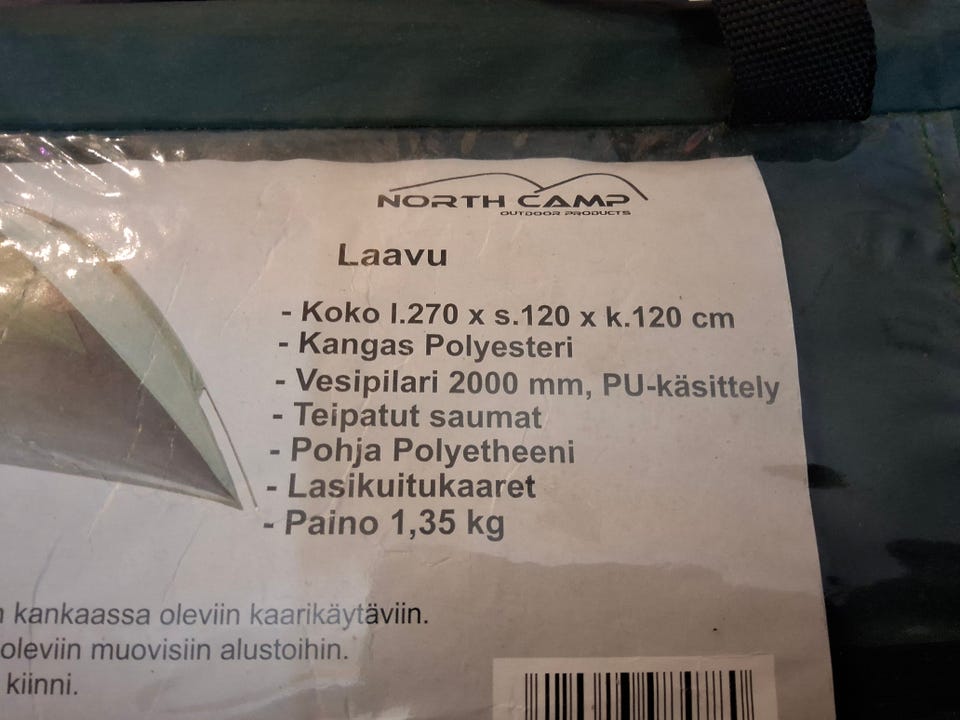 NORTH CAMP
OUTDOOR PRODUCTS
Laavu
- Koko l.270 x s.120 x k.120 cm
- Kangas Polyesteri
- Vesipilari 2000 mm, PU-käsittely
- Teipatut saumat
- Pohja Polyetheeni
- Lasikuitukaaret
- Paino 1,35 kg
kankaassa oleviin kaarikäytäviin.
oleviin muovisiin alustoihin.
kiinni.